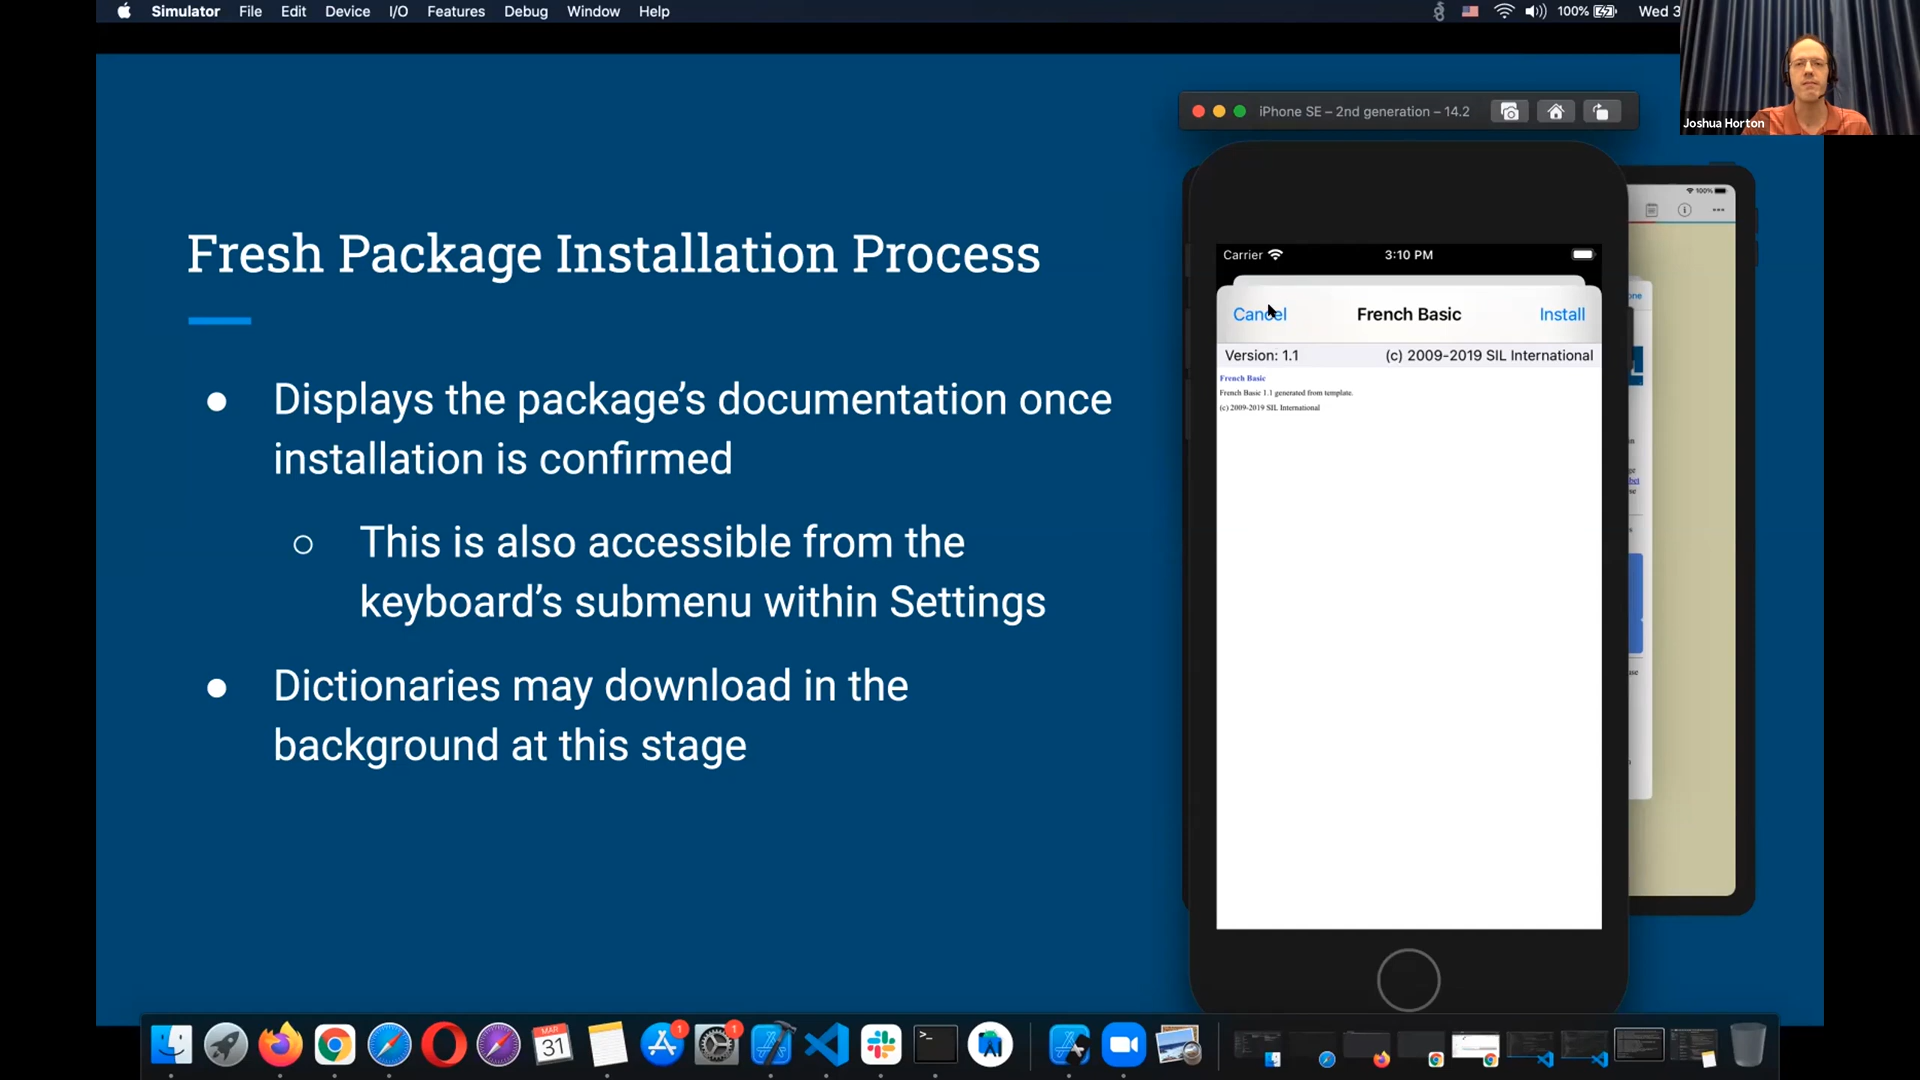 Simulator File Edit Device I/O Features Debug Window Help
100% Wed 3
Joshua Horton
iPhone SE – 2nd generation – 14.2
Fresh Package Installation Process
● Displays the package’s documentation once
installation is confirmed
○ This is also accessible from the
keyboard’s submenu within Settings
● Dictionaries may download in the
background at this stage
100%
Carrier 3:10 PM
Cancel French Basic Install
Version: 1.1 (c) 2009-2019 SIL International
French Basic
French Basic 1.1 generated from template.
(c) 2009-2019 SIL International
MAR
31
1
1